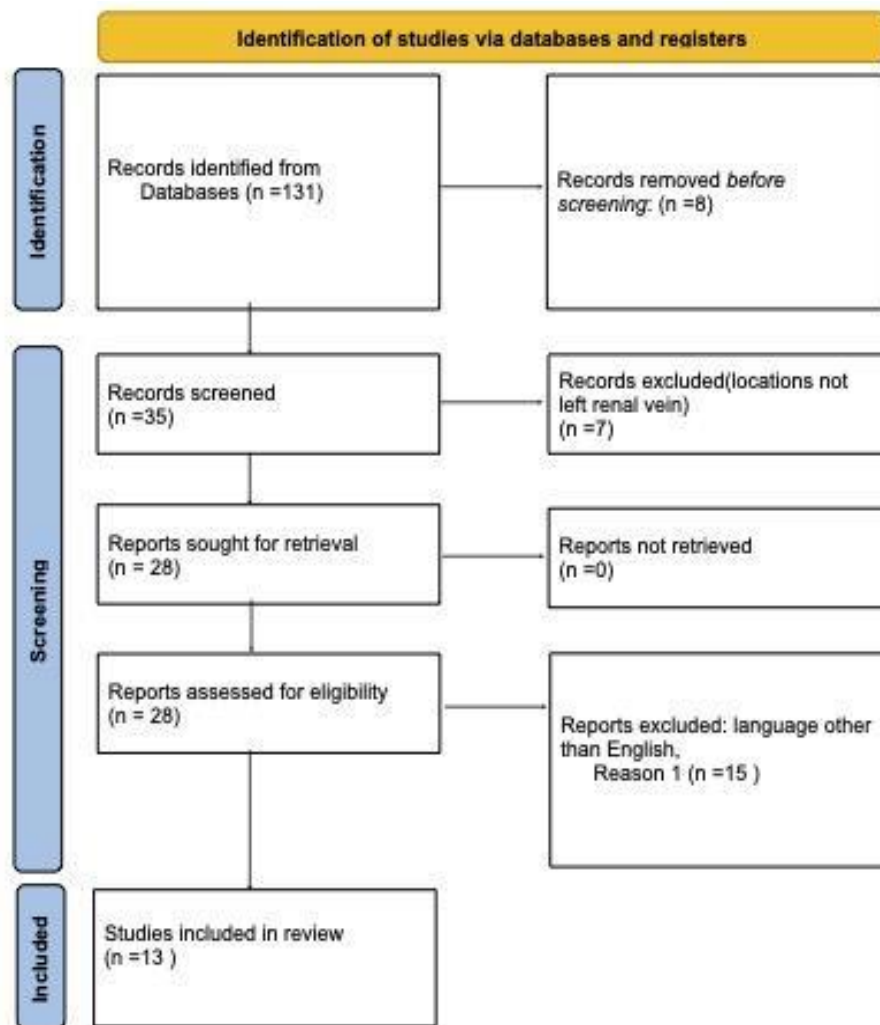 Identification of studies via databases and registers
Identification
Records identified from
Databases (n =131)
Records removed before
screening: (n =8)
Screening
Records screened
(n =35)
Records excluded(locations not
left renal vein)
(n =7)
Reports sought for retrieval
(n = 28)
Reports not retrieved
(n =0)
Reports assessed for eligibility
(n = 28)
Reports excluded: language other
than English,
Reason 1 (n =15 )
Included
Studies included in review
(n =13 )